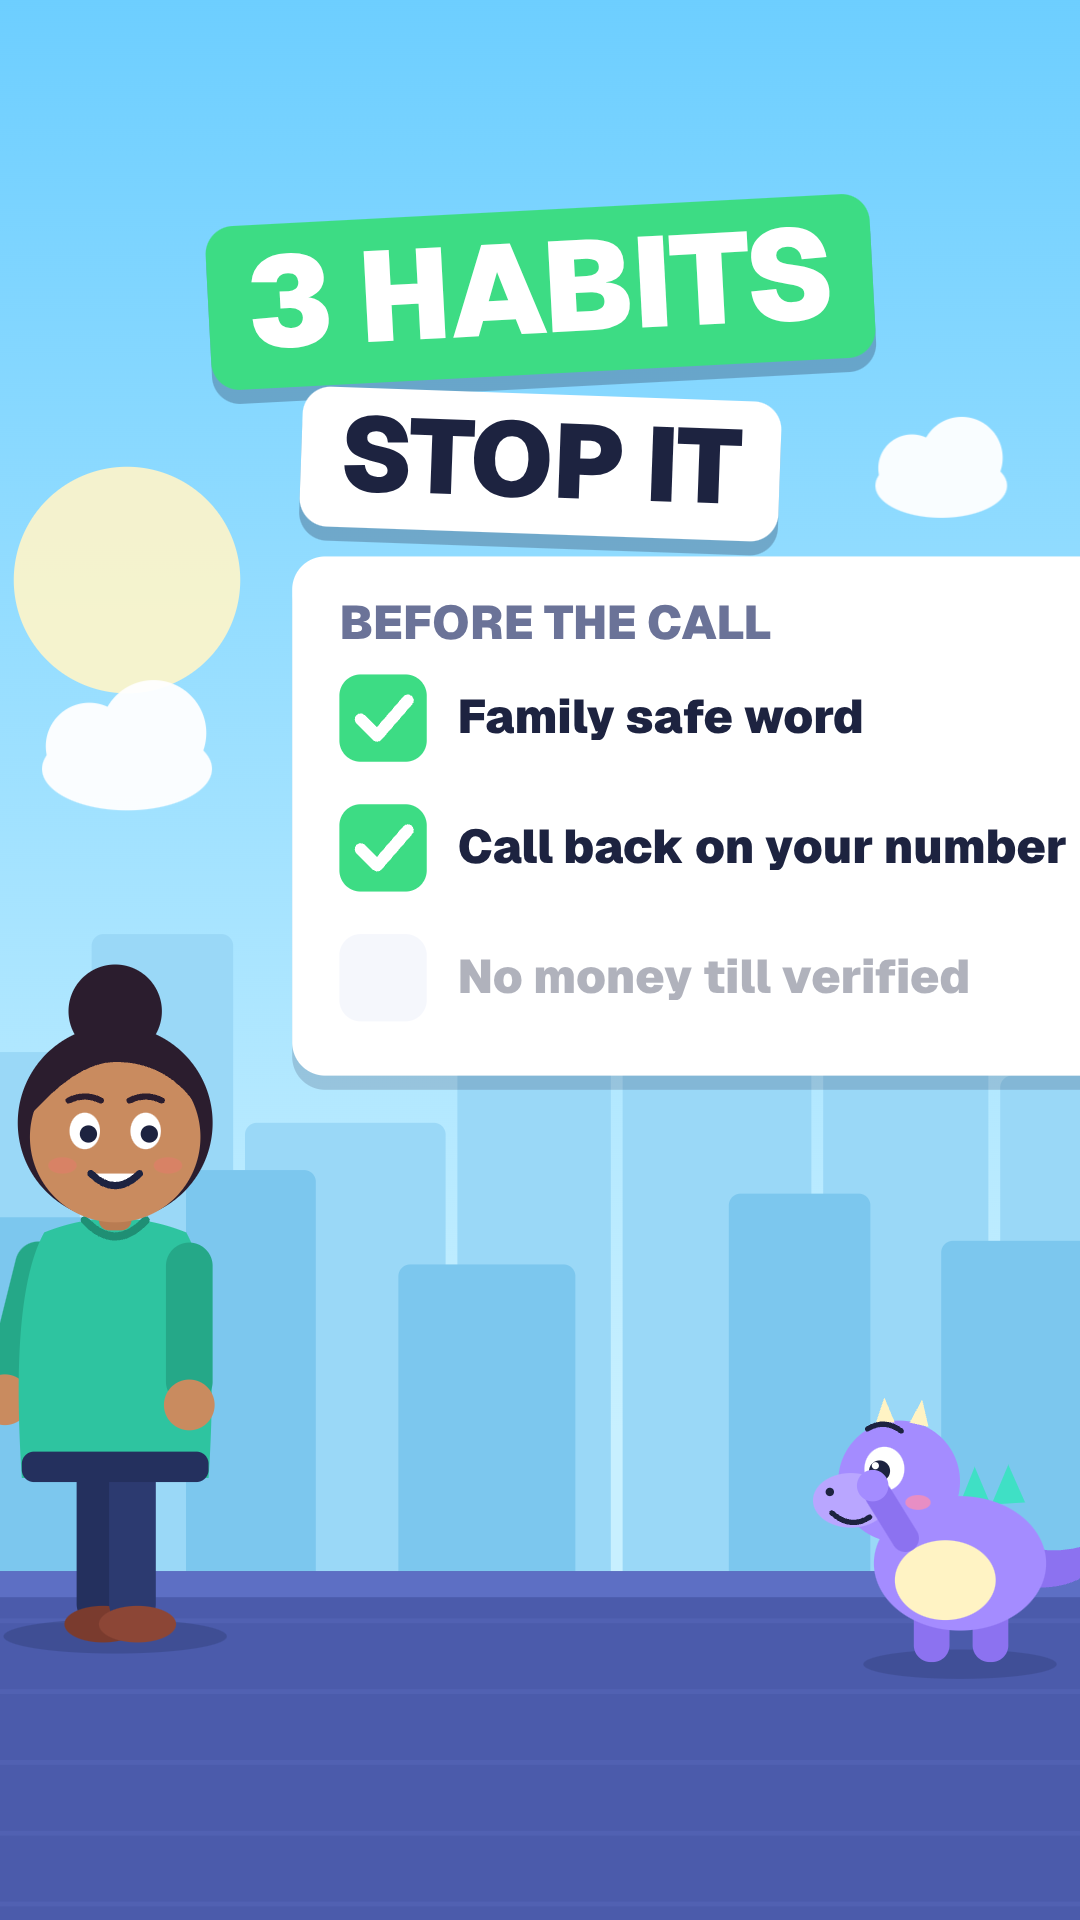 3 HABITS
STOP IT
BEFORE THE CALL
Family safe word
Call back on your number
No money till verified